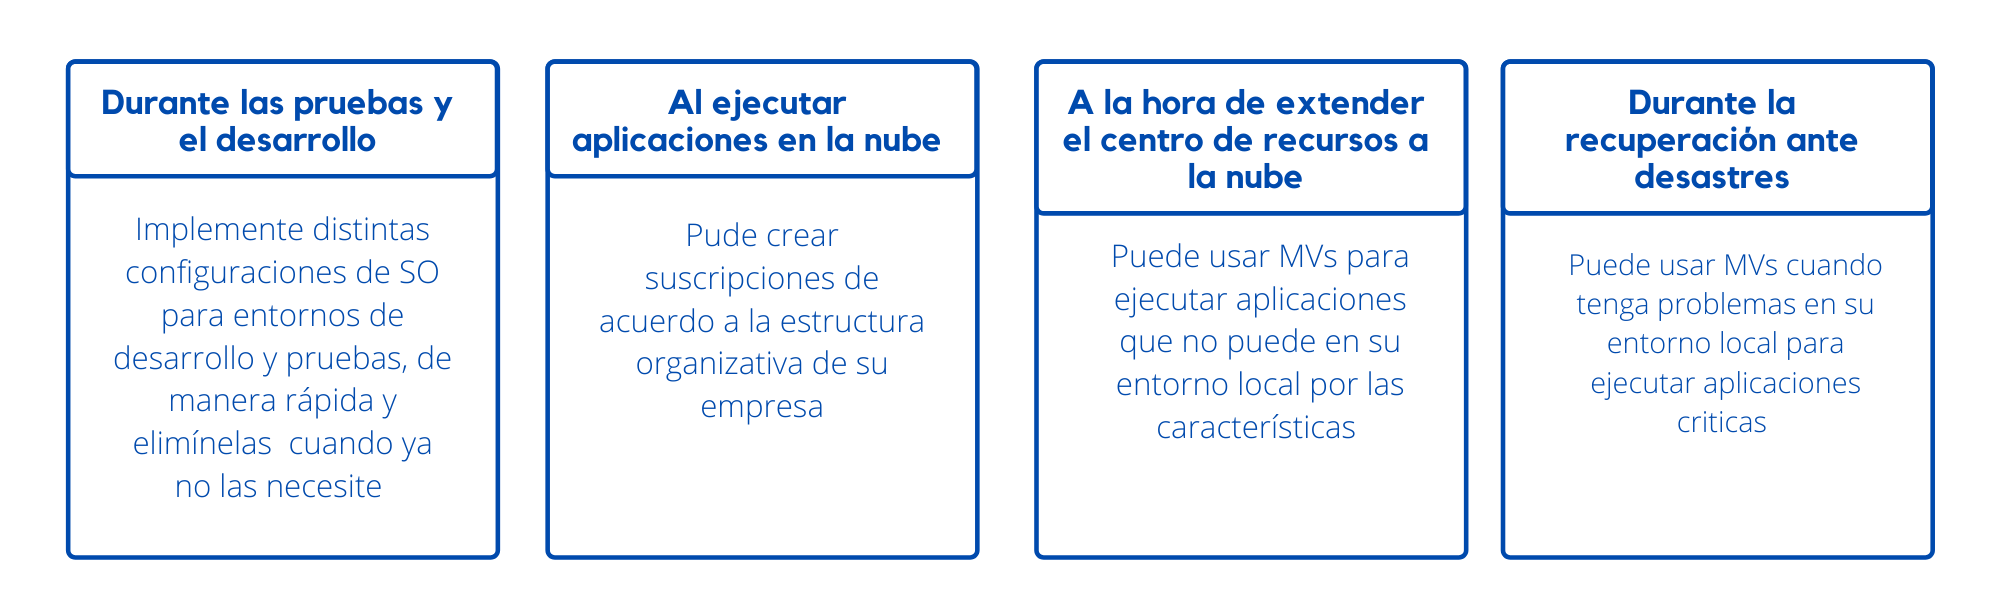 Durante las pruebas y
el desarrollo
Implemente distintas
configuraciones de SO
para entornos de
desarrollo y pruebas, de
manera rápida y
elimínelas  cuando ya
no las necesite
Al ejecutar
aplicaciones en la nube
Pude crear
suscripciones de
acuerdo a la estructura
organizativa de su
empresa
A la hora de extender
el centro de recursos a
la nube
Puede usar MVs para
ejecutar aplicaciones
que no puede en su
entorno local por las
características
Durante la
recuperación ante
desastres
Puede usar MVs cuando
tenga problemas en su
entorno local para
ejecutar aplicaciones
criticas